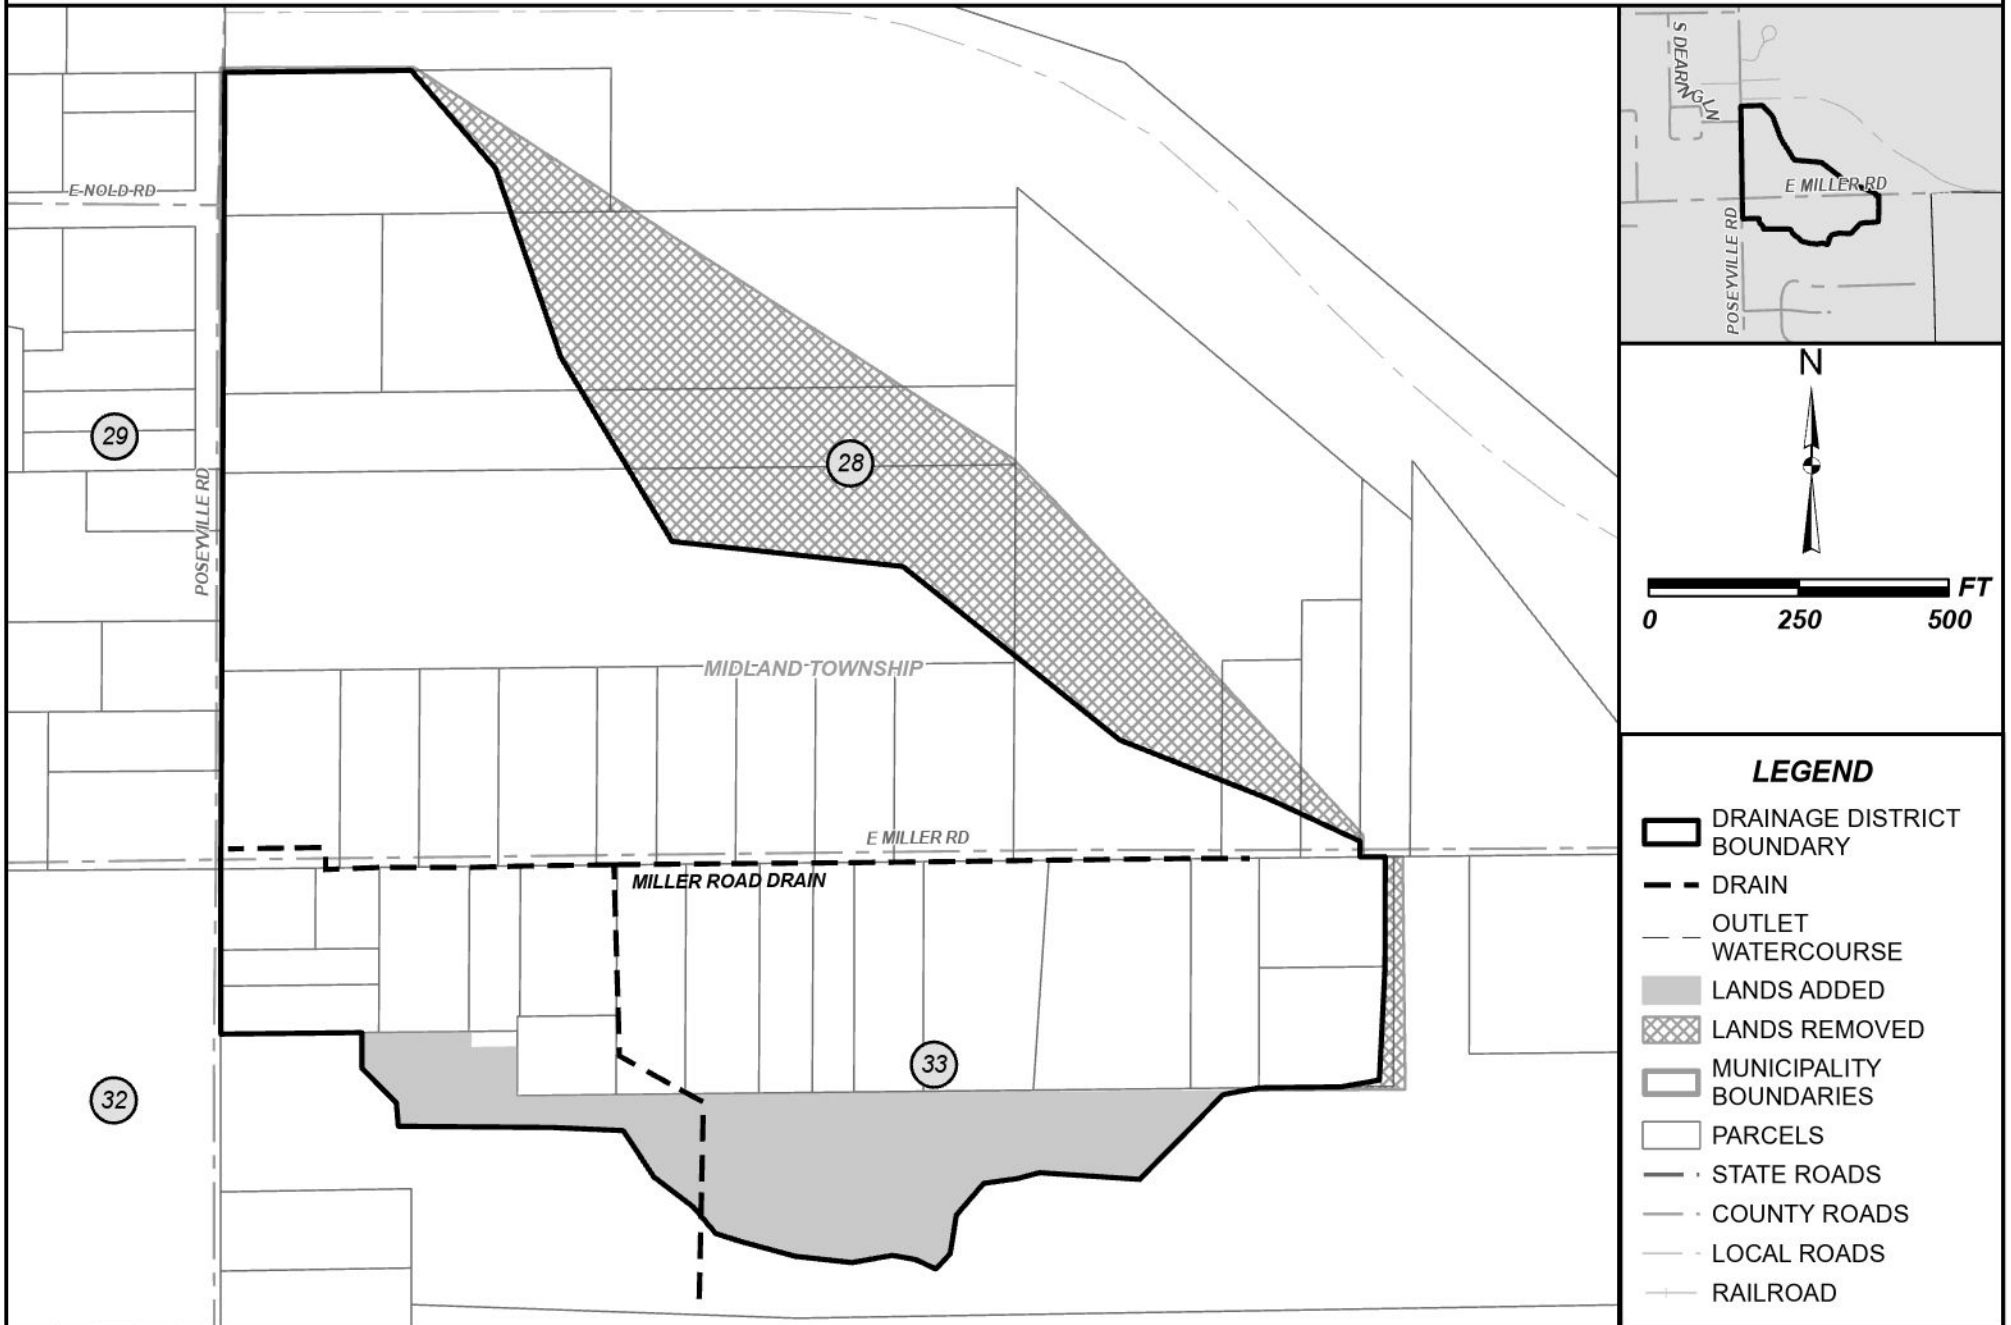 E NOLD RD
29
POSEYVILLE RD
28
MIDLAND TOWNSHIP
E MILLER RD
MILLER ROAD DRAIN
33
32
S DEARING LN
E MILLER RD
POSEYVILLE RD
N
FT
0 250 500
LEGEND
DRAINAGE DISTRICT
BOUNDARY
DRAIN
OUTLET
WATERCOURSE
LANDS ADDED
LANDS REMOVED
MUNICIPALITY
BOUNDARIES
PARCELS
STATE ROADS
COUNTY ROADS
LOCAL ROADS
RAILROAD